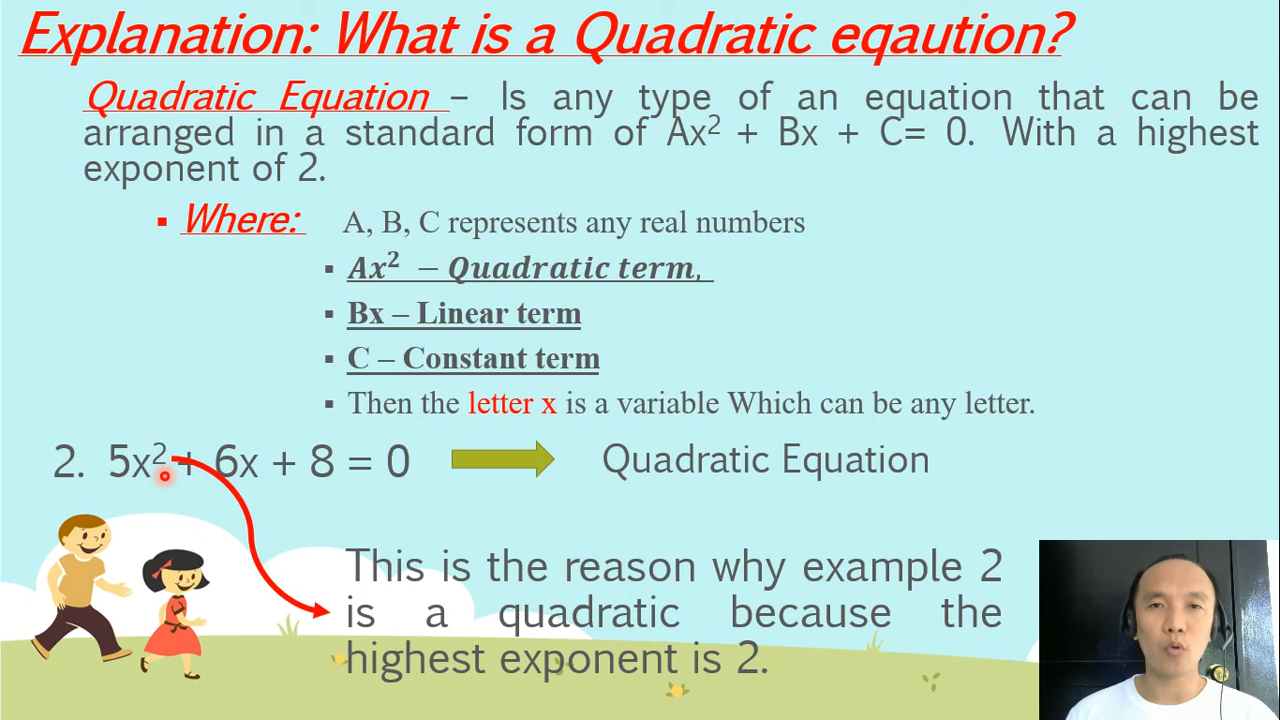 Explanation: What is a Quadratic eqaution?
Quadratic Equation – Is any type of an equation that can be
arranged in a standard form of Ax² + Bx + C= 0. With a highest
exponent of 2.
▪ Where: A, B, C represents any real numbers
▪ Ax² – Quadratic term,
▪ Bx – Linear term
▪ C – Constant term
▪ Then the letter x is a variable Which can be any letter.
2. 5x² + 6x + 8 = 0 Quadratic Equation
This is the reason why example 2
is a quadratic because the
highest exponent is 2.